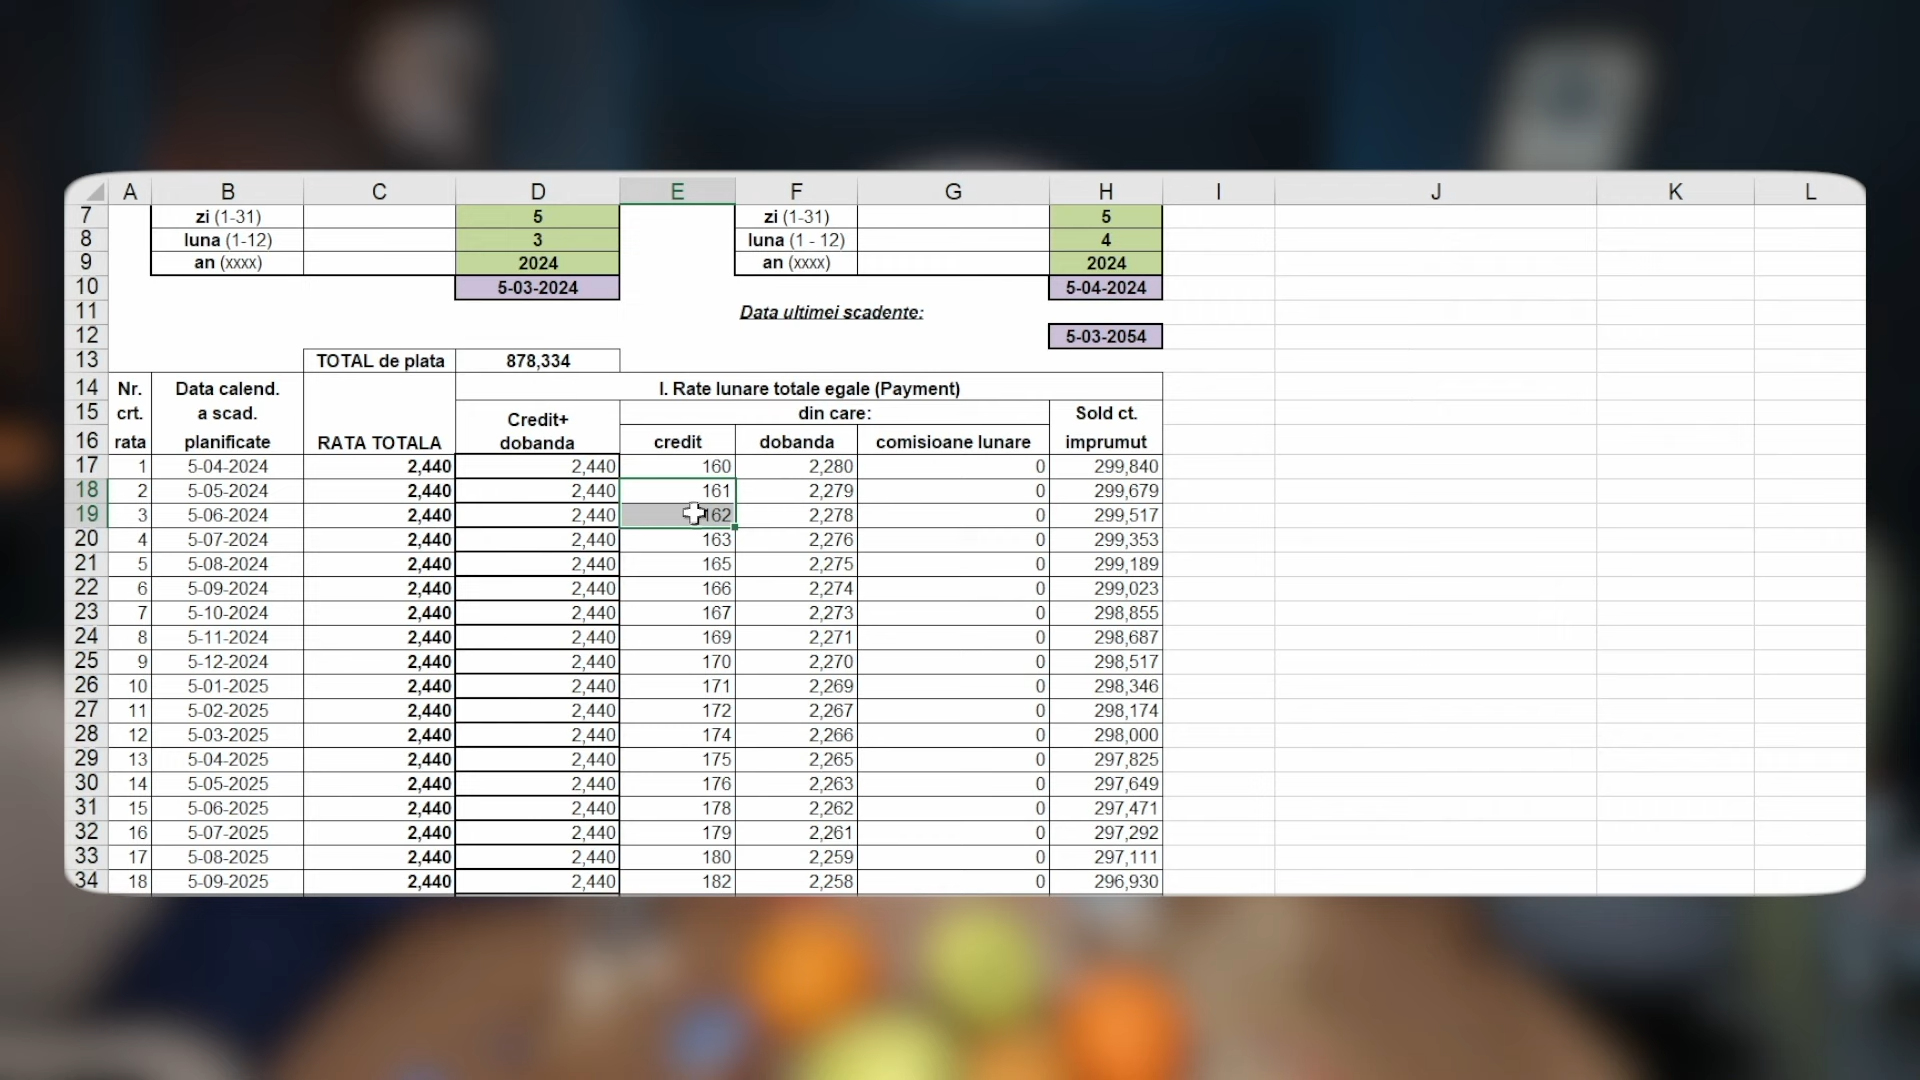 A B C D E F G H I J K L
7 zi (1-31) 5 zi (1-31) 5
8 luna (1-12) 3 luna (1 - 12) 4
9 an (xxxx) 2024 an (xxxx) 2024
10 5-03-2024 5-04-2024
11 Data ultimei scadente:
12 5-03-2054
13 TOTAL de plata 878,334
14 Nr. Data calend. I. Rate lunare totale egale (Payment)
15 crt. a scad. Credit+ din care: Sold ct.
16 rata planificate RATA TOTALA dobanda credit dobanda comisioane lunare imprumut
17 1 5-04-2024 2,440 2,440 160 2,280 0 299,840
18 2 5-05-2024 2,440 2,440 161 2,279 0 299,679
19 3 5-06-2024 2,440 2,440 162 2,278 0 299,517
20 4 5-07-2024 2,440 2,440 163 2,276 0 299,353
21 5 5-08-2024 2,440 2,440 165 2,275 0 299,189
22 6 5-09-2024 2,440 2,440 166 2,274 0 299,023
23 7 5-10-2024 2,440 2,440 167 2,273 0 298,855
24 8 5-11-2024 2,440 2,440 169 2,271 0 298,687
25 9 5-12-2024 2,440 2,440 170 2,270 0 298,517
26 10 5-01-2025 2,440 2,440 171 2,269 0 298,346
27 11 5-02-2025 2,440 2,440 172 2,267 0 298,174
28 12 5-03-2025 2,440 2,440 174 2,266 0 298,000
29 13 5-04-2025 2,440 2,440 175 2,265 0 297,825
30 14 5-05-2025 2,440 2,440 176 2,263 0 297,649
31 15 5-06-2025 2,440 2,440 178 2,262 0 297,471
32 16 5-07-2025 2,440 2,440 179 2,261 0 297,292
33 17 5-08-2025 2,440 2,440 180 2,259 0 297,111
34 18 5-09-2025 2,440 2,440 182 2,258 0 296,930